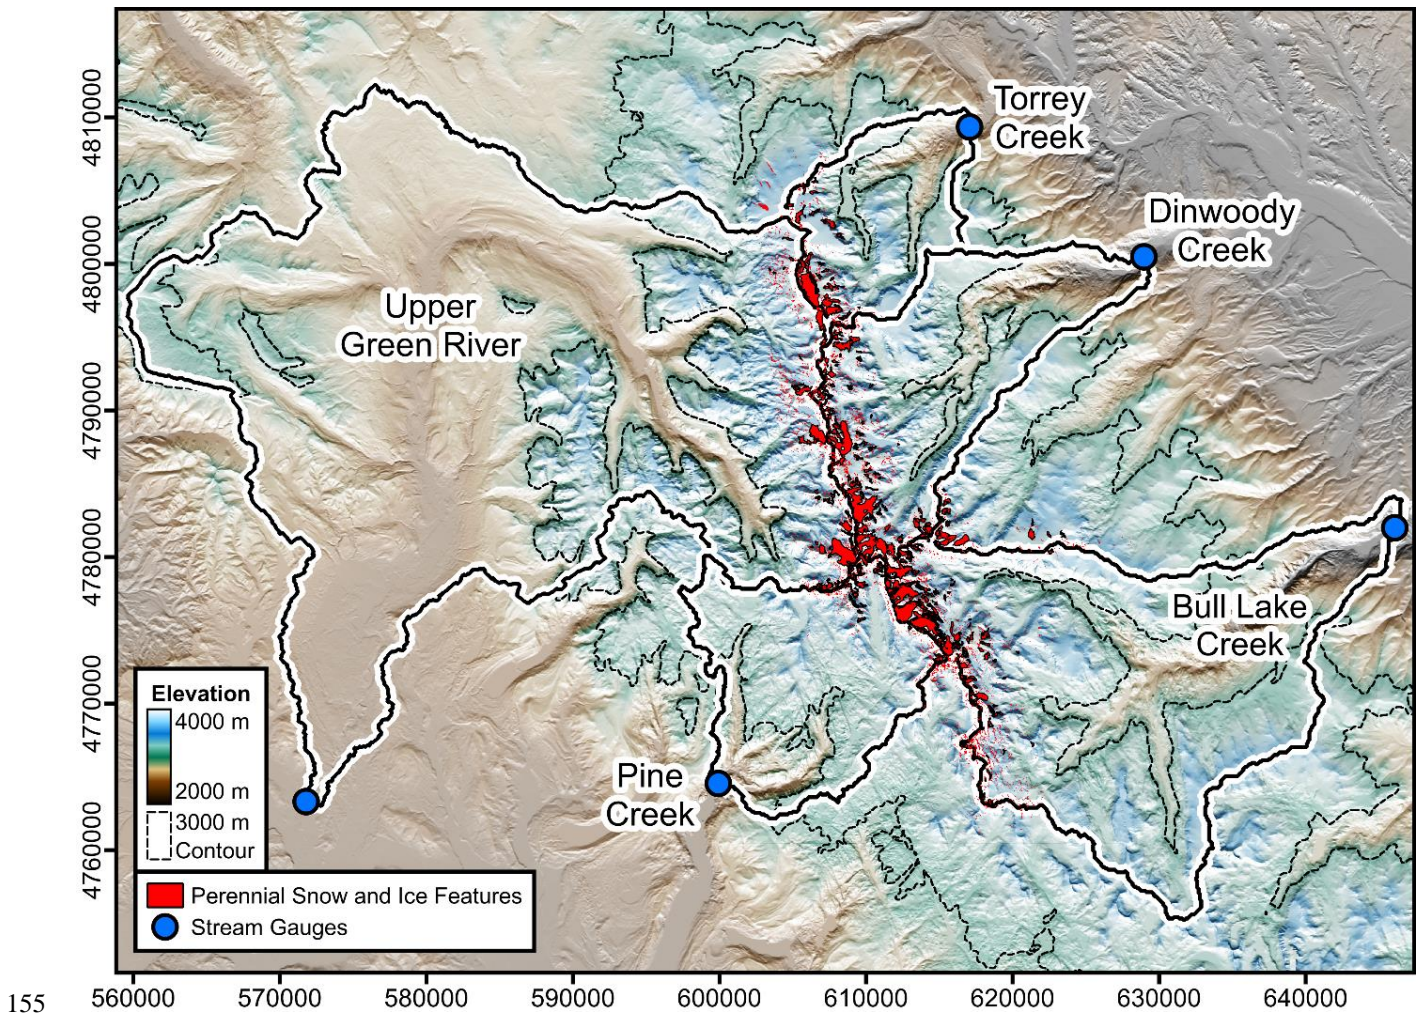 Torrey
Creek
Dinwoody
Creek
Upper
Green River
Bull Lake
Creek
Pine
Creek
Elevation
4000 m
2000 m
3000 m
Contour
Perennial Snow and Ice Features
Stream Gauges
4810000
4800000
4790000
4780000
4770000
4760000
560000
570000
580000
590000
600000
610000
620000
630000
640000
155